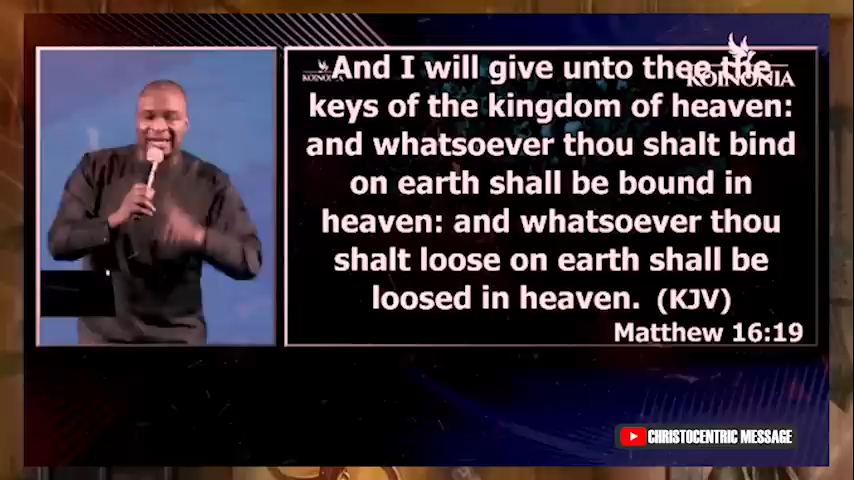 And I will give unto thee the
keys of the kingdom of heaven:
and whatsoever thou shalt bind
on earth shall be bound in
heaven: and whatsoever thou
shalt loose on earth shall be
loosed in heaven. (KJV)
Matthew 16:19
KOINONIA
KOINONIA
CHRISTOCENTRIC MESSAGE